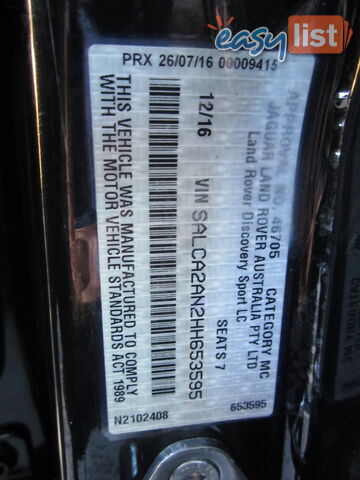 easy list
PRX 26/07/16 00009415
APPROVAL NO. 46705 CATEGORY MC
JAGUAR LAND ROVER AUSTRALIA PTY LTD
Land Rover Discovery Sport LC
12/16 VIN SALCA2AN2HH653595 SEATS 7
THIS VEHICLE WAS MANUFACTURED TO COMPLY
WITH THE MOTOR VEHICLE STANDARDS ACT 1989
N2102408 653595